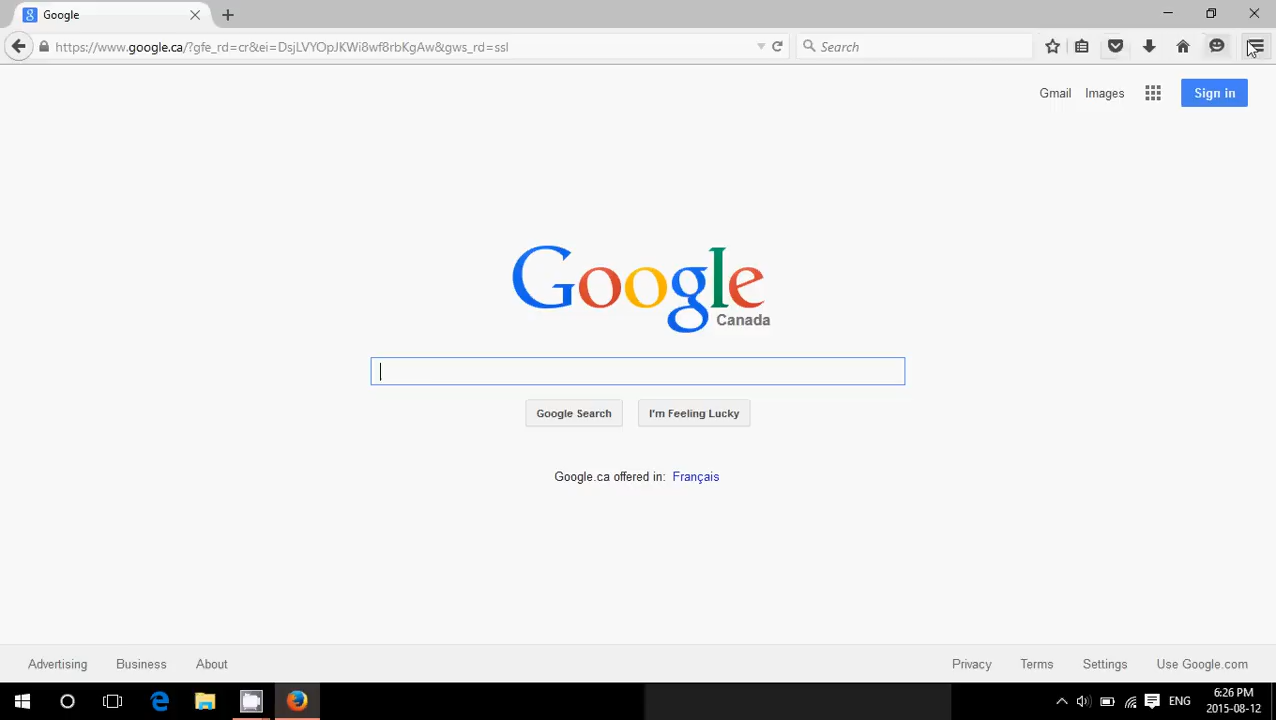 Google
https://www.google.ca/?gfe_rd=cr&ei=DsjLVYOpJKWi8wf8rbKgAw&gws_rd=ssl
Search
Gmail Images Sign in
Google
Canada
Google Search I'm Feeling Lucky
Google.ca offered in: Français
Advertising Business About Privacy Terms Settings Use Google.com
ENG 6:26 PM
2015-08-12